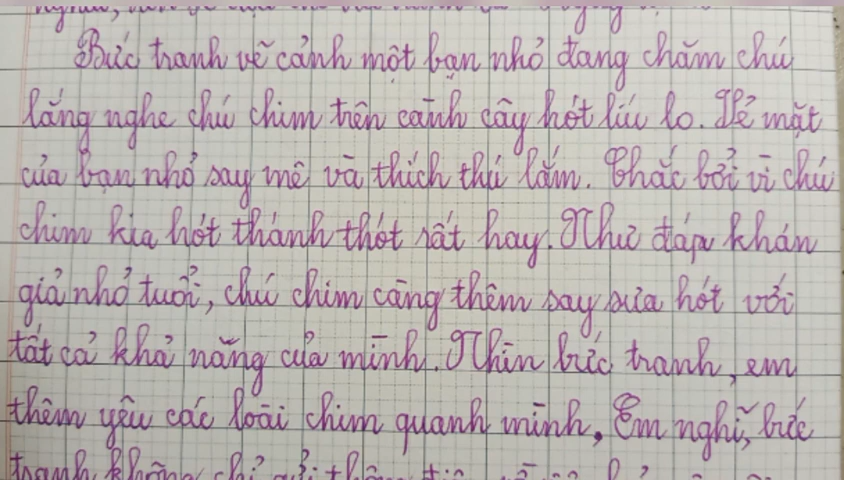 Bức tranh vẽ cảnh một bạn nhỏ đang chăm chú
lắng nghe chú chim trên cành cây hót líu lo. Vẻ mặt
của bạn nhỏ say mê và thích thú lắm. Chắc bởi vì chú
chim kia hót thánh thót rất hay. Như đáp khán
giả nhỏ tuổi, chú chim càng thêm say sưa hót với
tất cả khả năng của mình. Nhìn bức tranh, em
thêm yêu các loài chim quanh mình. Em nghĩ, bức
tranh không chỉ